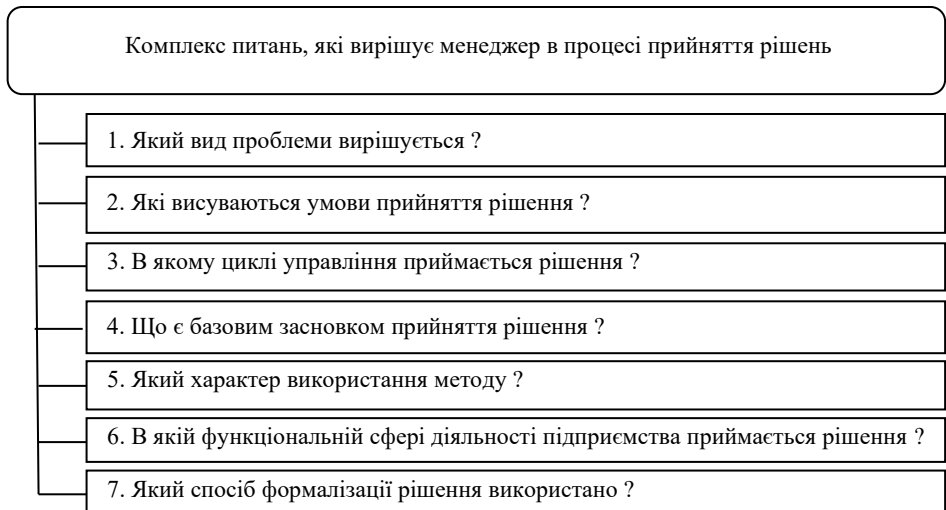 Комплекс питань, які вирішує менеджер в процесі прийняття рішень
1. Який вид проблеми вирішується ?
2. Які висуваються умови прийняття рішення ?
3. В якому циклі управління приймається рішення ?
4. Що є базовим засновком прийняття рішення ?
5. Який характер використання методу ?
6. В якій функціональній сфері діяльності підприємства приймається рішення ?
7. Який спосіб формалізації рішення використано ?